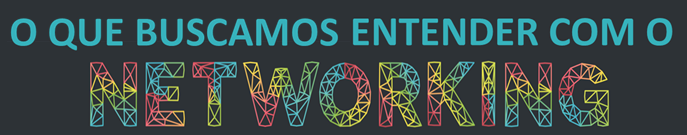 O QUE BUSCAMOS ENTENDER COM O
NETWORKING